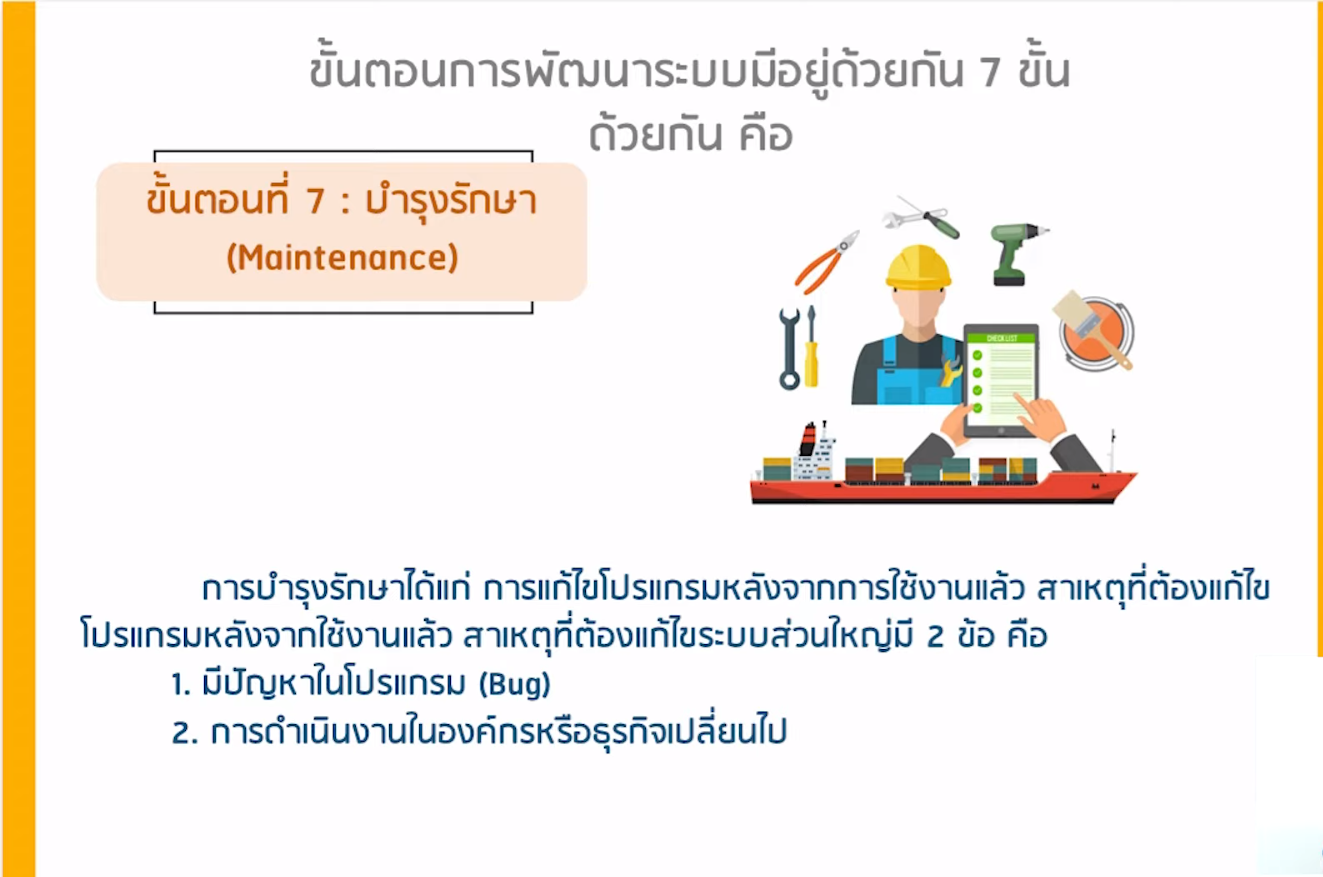 ขั้นตอนการพัฒนาระบบมีอยู่ด้วยกัน 7 ขั้น
ด้วยกัน คือ
ขั้นตอนที่ 7 : บำรุงรักษา
(Maintenance)
CHECKLIST
การบำรุงรักษาได้แก่ การแก้ไขโปรแกรมหลังจากการใช้งานแล้ว สาเหตุที่ต้องแก้ไข
โปรแกรมหลังจากใช้งานแล้ว สาเหตุที่ต้องแก้ไขระบบส่วนใหญ่มี 2 ข้อ คือ
1. มีปัญหาในโปรแกรม (Bug)
2. การดำเนินงานในองค์กรหรือธุรกิจเปลี่ยนไป